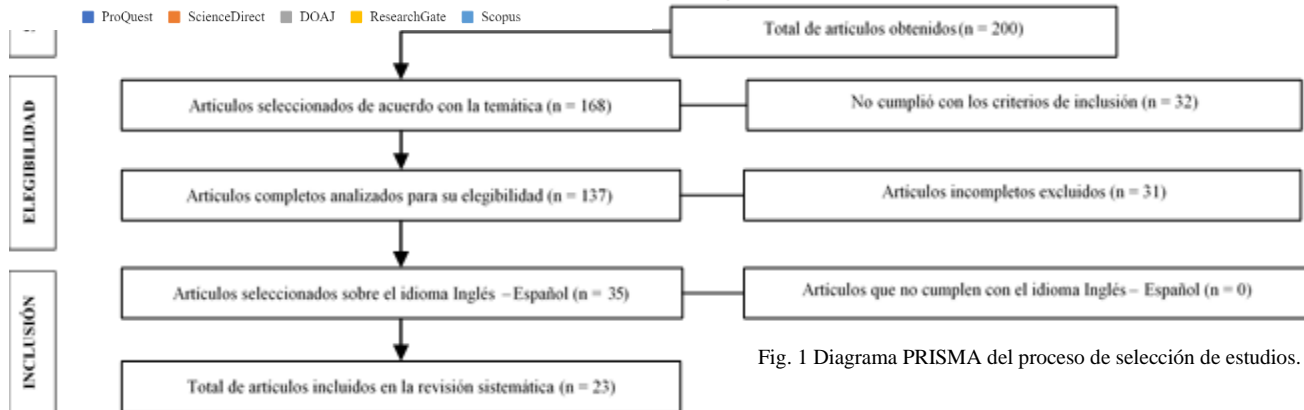 ProQuest ScienceDirect DOAJ ResearchGate Scopus
Total de artículos obtenidos (n = 200)
ELEGIBILIDAD
Artículos seleccionados de acuerdo con la temática (n = 168)
No cumplió con los criterios de inclusión (n = 32)
Artículos completos analizados para su elegibilidad (n = 137)
Artículos incompletos excluidos (n = 31)
INCLUSIÓN
Artículos seleccionados sobre el idioma Inglés – Español (n = 35)
Artículos que no cumplen con el idioma Inglés – Español (n = 0)
Fig. 1 Diagrama PRISMA del proceso de selección de estudios.
Total de artículos incluidos en la revisión sistemática (n = 23)